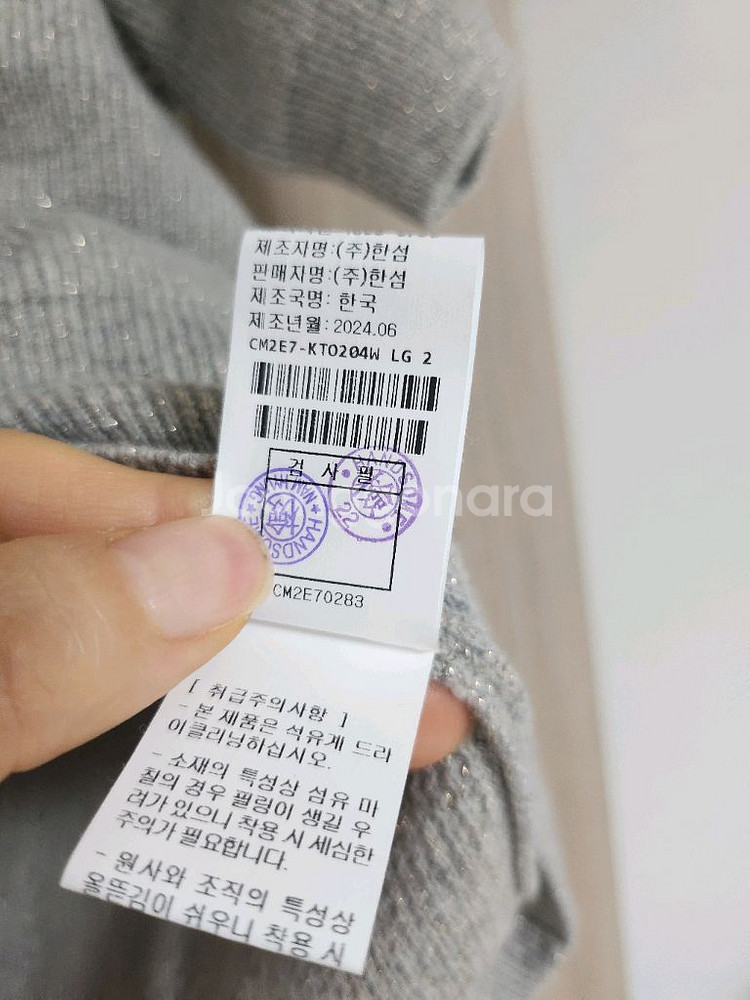 제조자명:(주)한섬
판매자명:(주)한섬
제조국명: 한국
제조년월: 2024.06
CM2E7-KTO204W LG 2
검 사 필
HANDSOME
22
CM2E70283
[ 취급주의사항 ]
- 본 제품은 석유계 드라
이클리닝하십시오.
- 소재의 특성상 섬유 마
찰의 경우 필링이 생길 우
려가 있으니 착용 시 세심한
주의가 필요합니다.
- 원사와 조직의 특성상
올뜯김이 쉬우니 착용 시